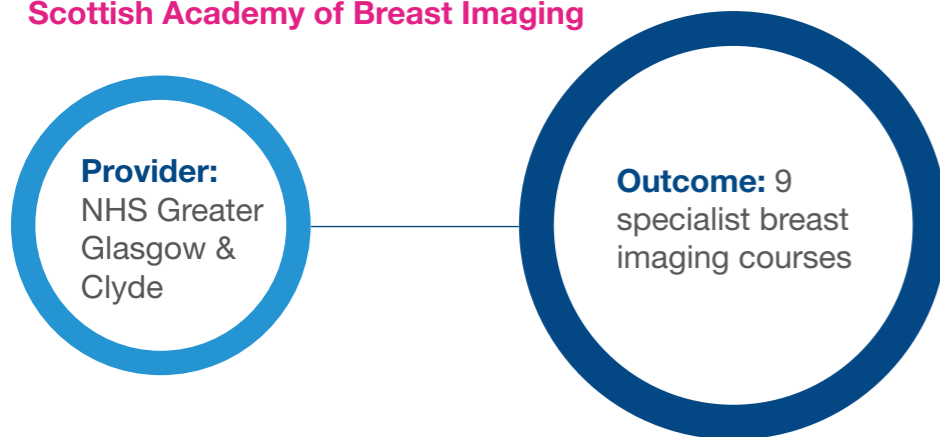 Scottish Academy of Breast Imaging
Provider:
NHS Greater
Glasgow &
Clyde
Outcome: 9
specialist breast
imaging courses